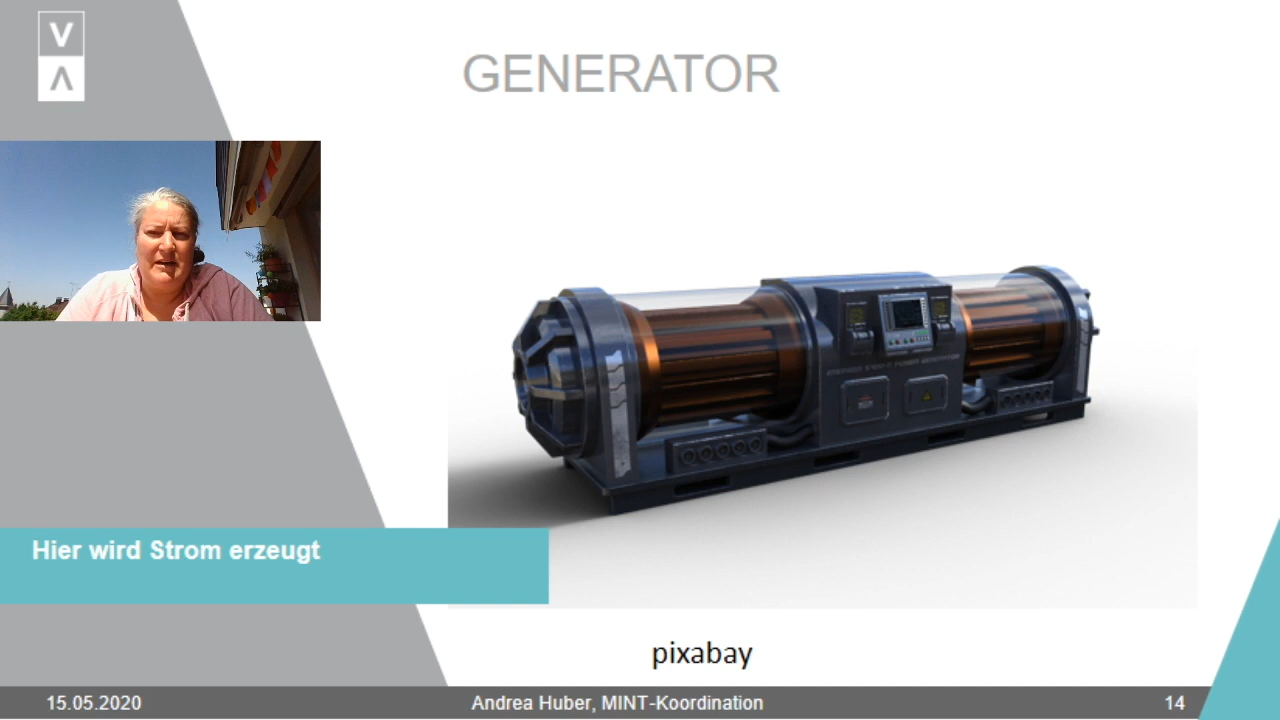 V
Λ
GENERATOR
Hier wird Strom erzeugt
pixabay
15.05.2020
Andrea Huber, MINT-Koordination
14